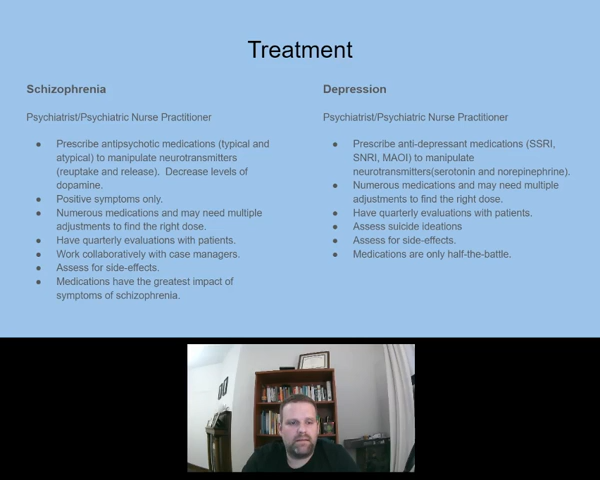 Treatment
Schizophrenia
Psychiatrist/Psychiatric Nurse Practitioner
● Prescribe antipsychotic medications (typical and
atypical) to manipulate neurotransmitters
(reuptake and release).  Decrease levels of
dopamine.
● Positive symptoms only.
● Numerous medications and may need multiple
adjustments to find the right dose.
● Have quarterly evaluations with patients.
● Work collaboratively with case managers.
● Assess for side-effects.
● Medications have the greatest impact of
symptoms of schizophrenia.
Depression
Psychiatrist/Psychiatric Nurse Practitioner
● Prescribe anti-depressant medications (SSRI,
SNRI, MAOI) to manipulate
neurotransmitters(serotonin and norepinephrine).
● Numerous medications and may need multiple
adjustments to find the right dose.
● Have quarterly evaluations with patients.
● Assess suicide ideations
● Assess for side-effects.
● Medications are only half-the-battle.